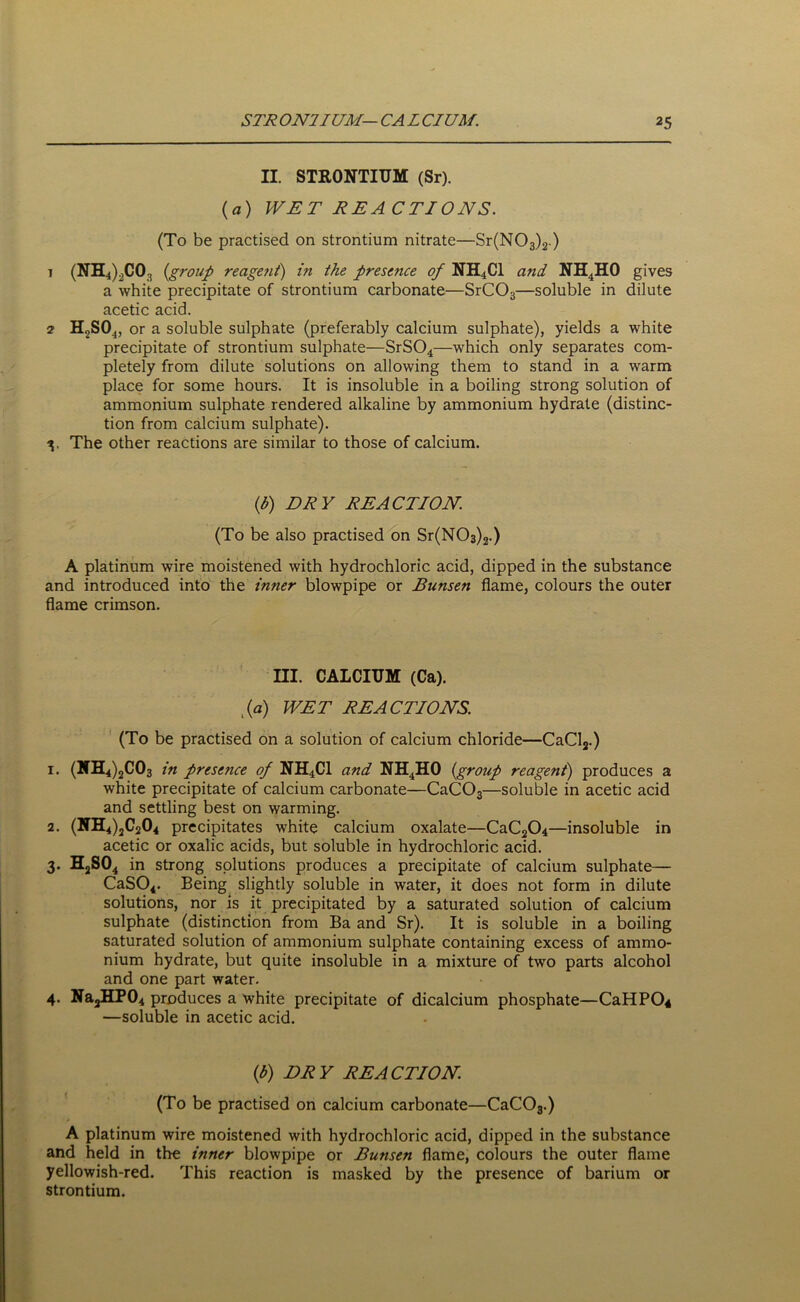 STRONTIUM—CALCIUM. 25
II. STRONTIUM (Sr).
(a) WET REACTIONS.
(To be practised on strontium nitrate—Sr(NO₃)₂.)
1 (NH₄)₂CO₃ (group reagent) in the presence of NH₄Cl and NH₄HO gives
a white precipitate of strontium carbonate—SrCO₃—soluble in dilute
acetic acid.
2 H₂SO₄, or a soluble sulphate (preferably calcium sulphate), yields a white
precipitate of strontium sulphate—SrSO₄—which only separates com-
pletely from dilute solutions on allowing them to stand in a warm
place for some hours. It is insoluble in a boiling strong solution of
ammonium sulphate rendered alkaline by ammonium hydrate (distinc-
tion from calcium sulphate).
3. The other reactions are similar to those of calcium.
(b) DRY REACTION.
(To be also practised on Sr(NO₃)₂.)
A platinum wire moistened with hydrochloric acid, dipped in the substance
and introduced into the inner blowpipe or Bunsen flame, colours the outer
flame crimson.
III. CALCIUM (Ca).
(a) WET REACTIONS.
(To be practised on a solution of calcium chloride—CaCl₂.)
1. (NH₄)₂CO₃ in presence of NH₄Cl and NH₄HO (group reagent) produces a
white precipitate of calcium carbonate—CaCO₃—soluble in acetic acid
and settling best on warming.
2. (NH₄)₂C₂O₄ precipitates white calcium oxalate—CaC₂O₄—insoluble in
acetic or oxalic acids, but soluble in hydrochloric acid.
3. H₂SO₄ in strong solutions produces a precipitate of calcium sulphate—
CaSO₄. Being slightly soluble in water, it does not form in dilute
solutions, nor is it precipitated by a saturated solution of calcium
sulphate (distinction from Ba and Sr). It is soluble in a boiling
saturated solution of ammonium sulphate containing excess of ammo-
nium hydrate, but quite insoluble in a mixture of two parts alcohol
and one part water.
4. Na₂HPO₄ produces a white precipitate of dicalcium phosphate—CaHPO₄
—soluble in acetic acid.
(b) DRY REACTION.
(To be practised on calcium carbonate—CaCO₃.)
A platinum wire moistened with hydrochloric acid, dipped in the substance
and held in the inner blowpipe or Bunsen flame, colours the outer flame
yellowish-red. This reaction is masked by the presence of barium or
strontium.